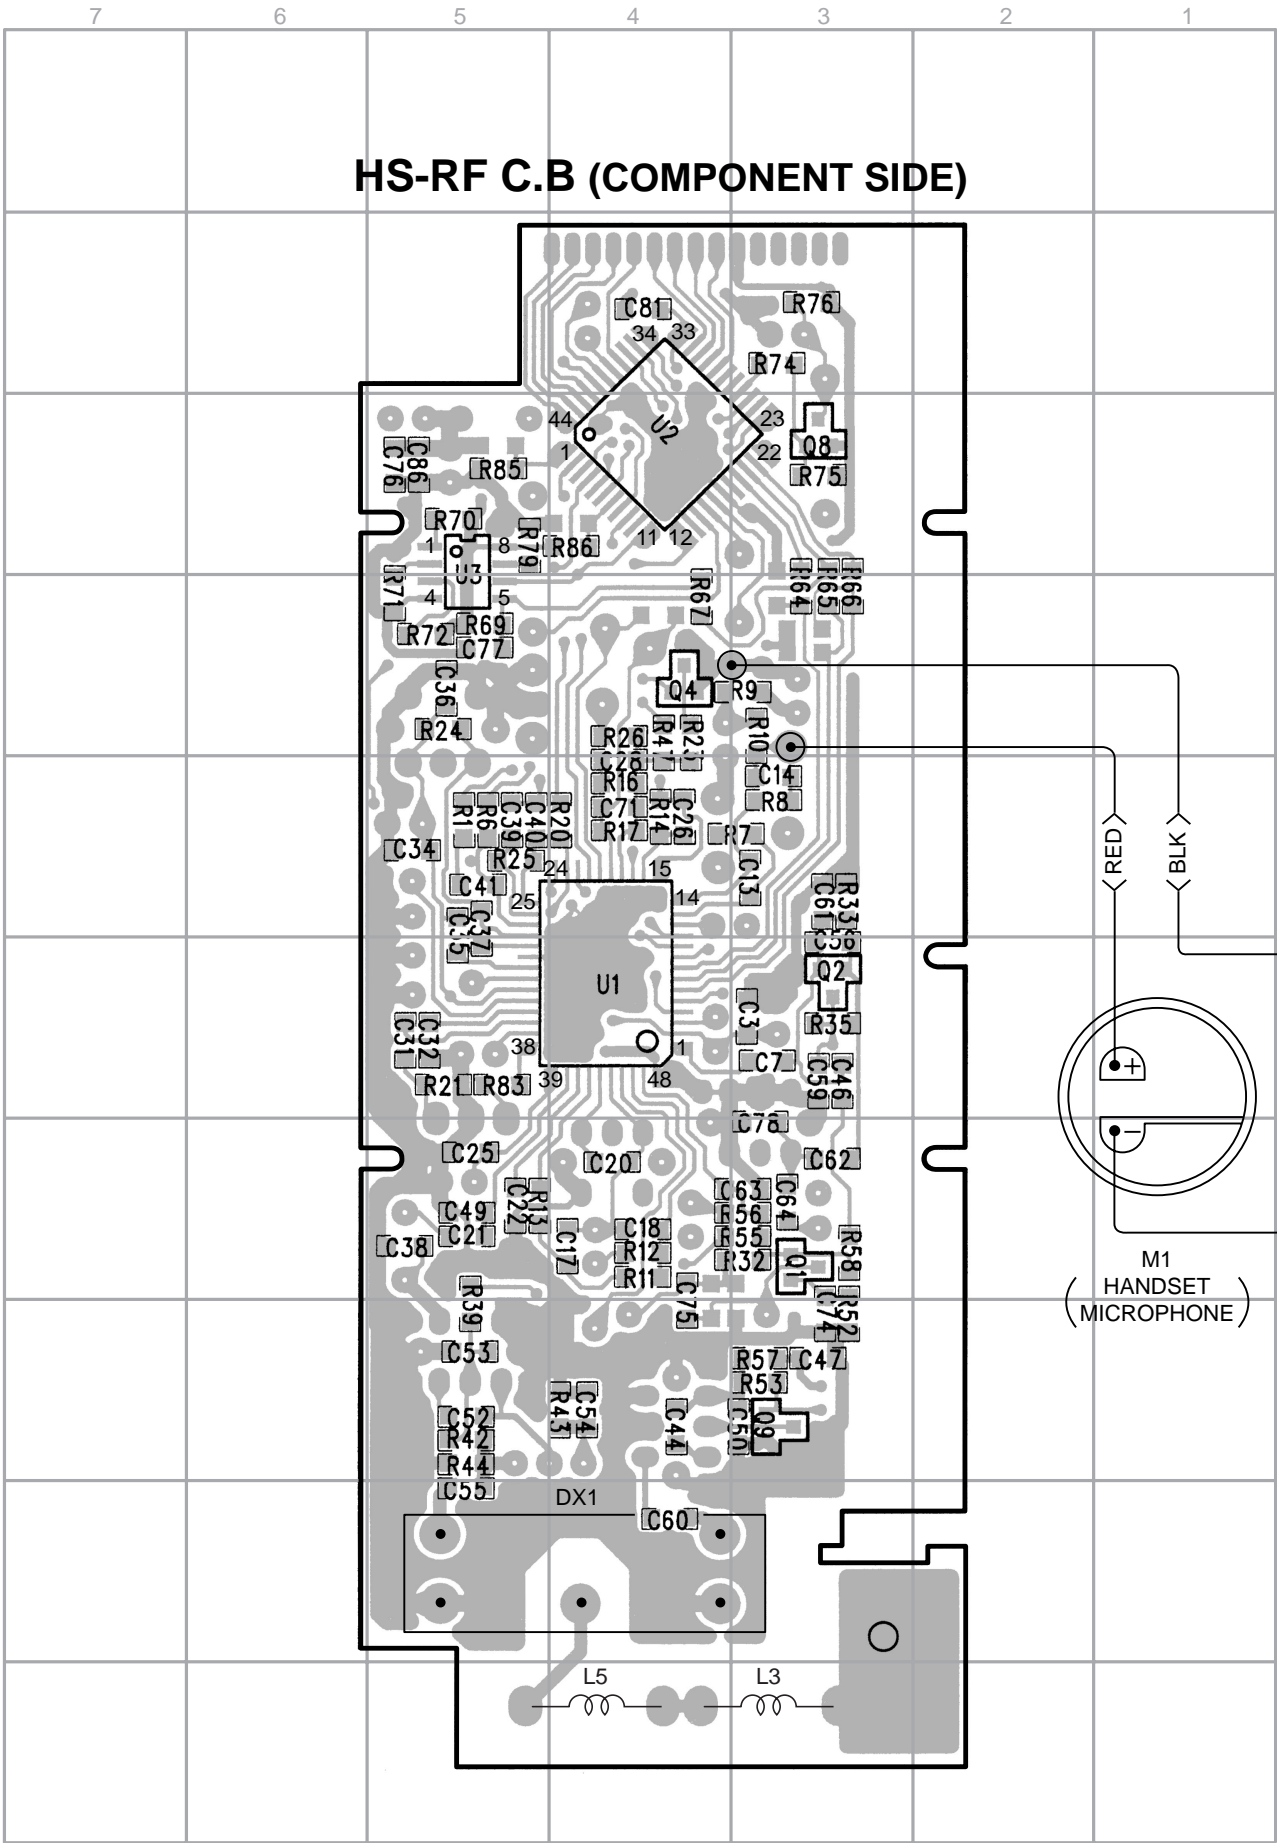 7 6 5 4 3 2 1
HS-RF C.B (COMPONENT SIDE)
C81 R76
34 33
R74
44 U2 23
1 22 Q8
C76 C86 R85 R75
R70 R79 R86 11 12
1 8
U3
R71 4 5 R67 R64 R65 R66
R72 R69
C77
C36 Q4 R9
R24 R26 R47 R10
C28
R16 C14
R1 R6 C39 C40 R20 C71 R14 C26 R8
C34 R17 R7
R25 24 15 C13
C41 25 14 C61 R33
C35 C37 C56
U1 Q2
C31 C32 C3 R35
38 1 C7
R21 R83 39 48 C59 C46
C78
C25 C20 C62
C22 R13 C63 C64
C49 R56
C21 C17 C18 R55
C38 R12 R32 Q1 R58
R11
R39 C75 C74 R52
C53 R57 C47
R53
C52 R43 C54 C44 C50 Q9
R42
R44
C55 DX1
C60
L5 L3
RED BLK
+
−
M1
HANDSET
MICROPHONE